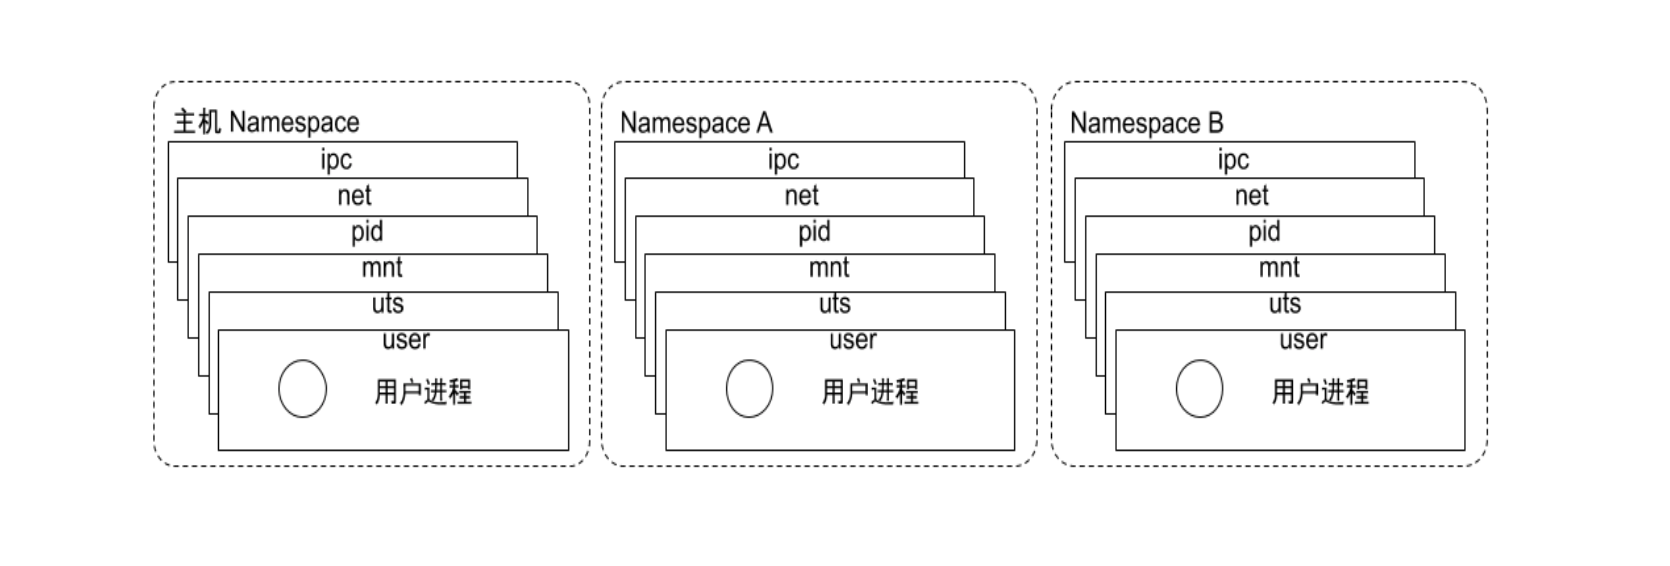 主机 Namespace
ipc
net
pid
mnt
uts
user
用户进程
Namespace A
ipc
net
pid
mnt
uts
user
用户进程
Namespace B
ipc
net
pid
mnt
uts
user
用户进程